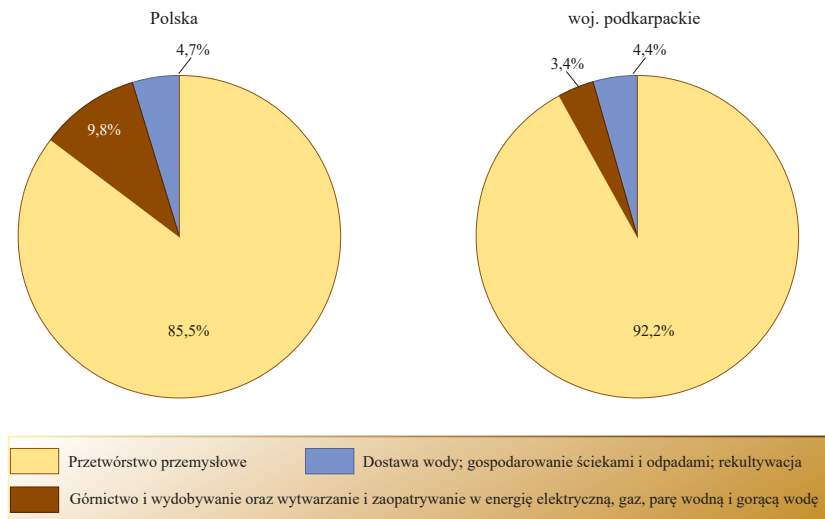 Polska
4,7%
9,8%
85,5%
woj. podkarpackie
4,4%
3,4%
92,2%
Przetwórstwo przemysłowe
Dostawa wody; gospodarowanie ściekami i odpadami; rekultywacja
Górnictwo i wydobywanie oraz wytwarzanie i zaopatrywanie w energię elektryczną, gaz, parę wodną i gorącą wodę